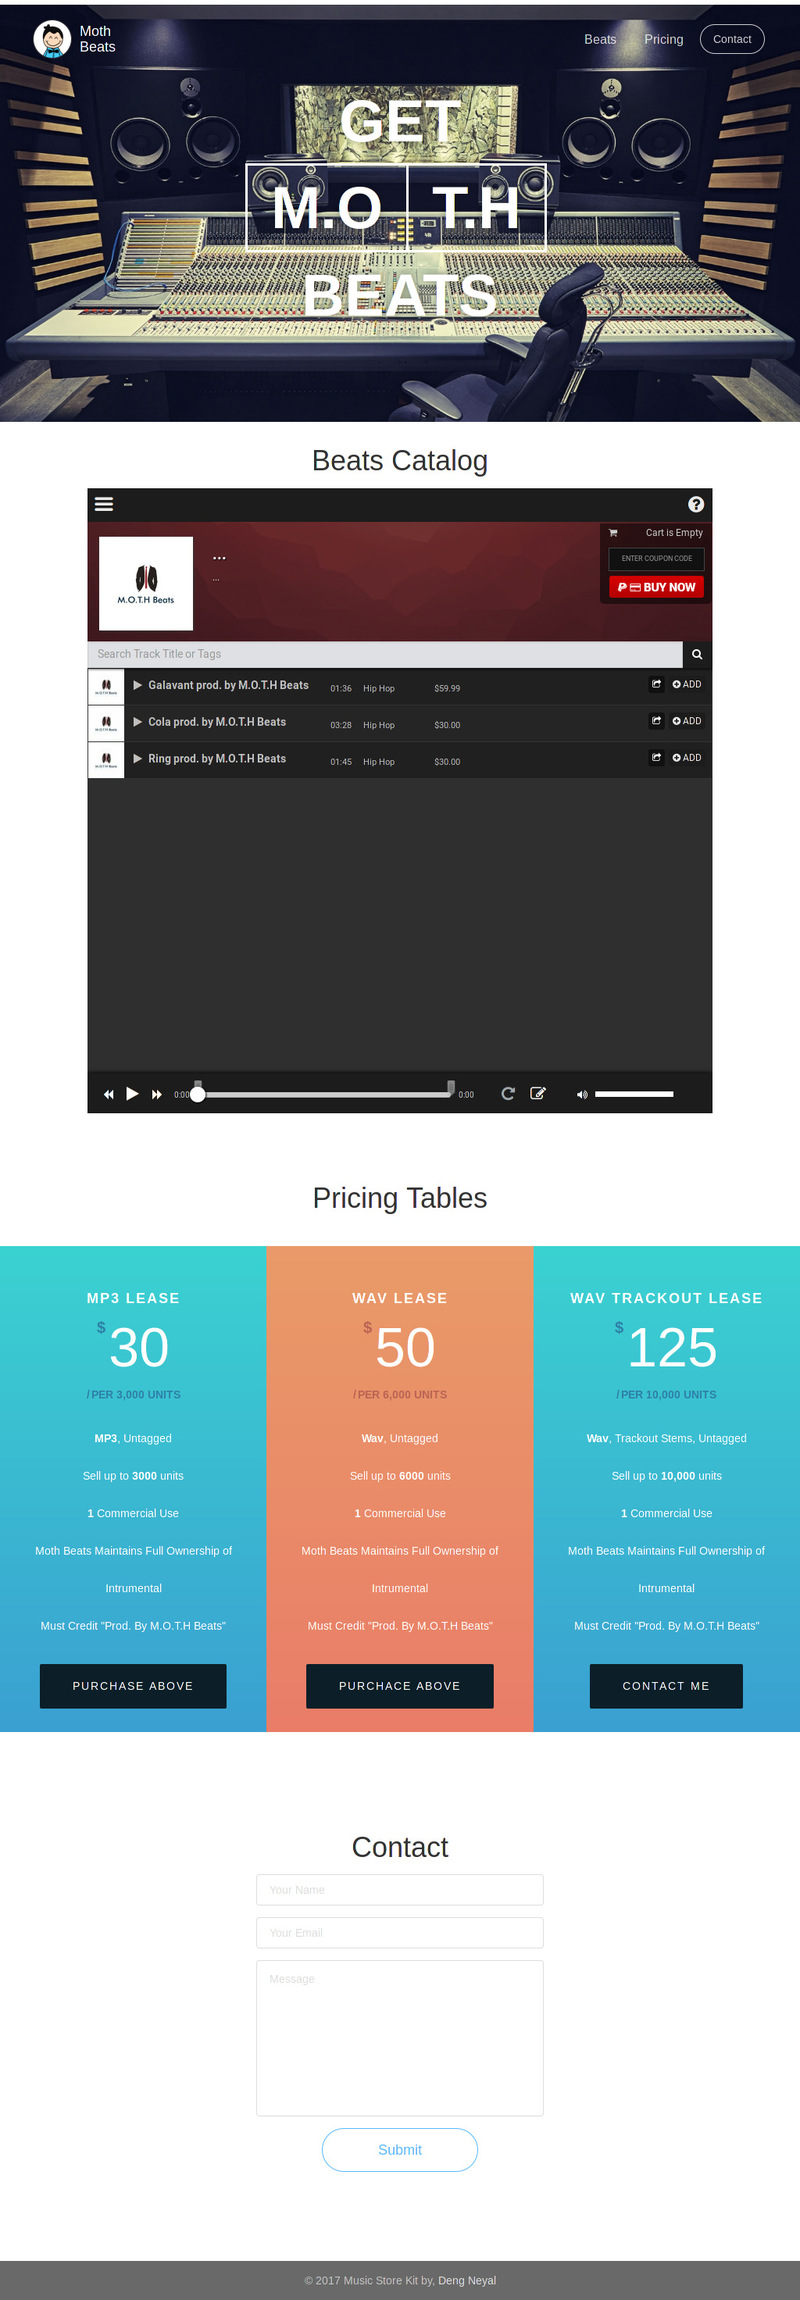 Moth
Beats
Beats
Pricing
Contact
GET
M.O T.H
BEATS
Beats Catalog
...
...
Cart is Empty
ENTER COUPON CODE
BUY NOW
M.O.T.H Beats
Search Track Title or Tags
M.O.T.H Beats
Galavant prod. by M.O.T.H Beats 01:36 Hip Hop $59.99 ADD
M.O.T.H Beats
Cola prod. by M.O.T.H Beats 03:28 Hip Hop $30.00 ADD
M.O.T.H Beats
Ring prod. by M.O.T.H Beats 01:45 Hip Hop $30.00 ADD
0:00 0:00
Pricing Tables
MP3 LEASE
$30
/PER 3,000 UNITS
MP3, Untagged
Sell up to 3000 units
1 Commercial Use
Moth Beats Maintains Full Ownership of
Intrumental
Must Credit "Prod. By M.O.T.H Beats"
PURCHASE ABOVE
WAV LEASE
$50
/PER 6,000 UNITS
Wav, Untagged
Sell up to 6000 units
1 Commercial Use
Moth Beats Maintains Full Ownership of
Intrumental
Must Credit "Prod. By M.O.T.H Beats"
PURCHACE ABOVE
WAV TRACKOUT LEASE
$125
/PER 10,000 UNITS
Wav, Trackout Stems, Untagged
Sell up to 10,000 units
1 Commercial Use
Moth Beats Maintains Full Ownership of
Intrumental
Must Credit "Prod. By M.O.T.H Beats"
CONTACT ME
Contact
Your Name
Your Email
Message
Submit
© 2017 Music Store Kit by, Deng Neyal